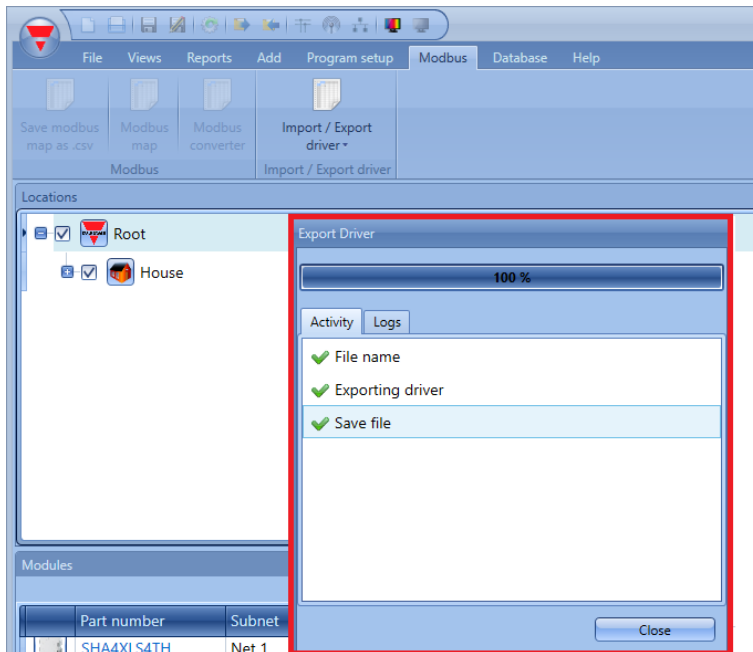 File Views Reports Add Program setup Modbus Database Help
Save modbus map as .csv
Modbus map
Modbus converter
Import / Export driver
Modbus
Import / Export driver
Locations
Root
House
Export Driver
100 %
Activity Logs
File name
Exporting driver
Save file
Close
Modules
Part number Subnet
SHA4XLS4TH Net 1